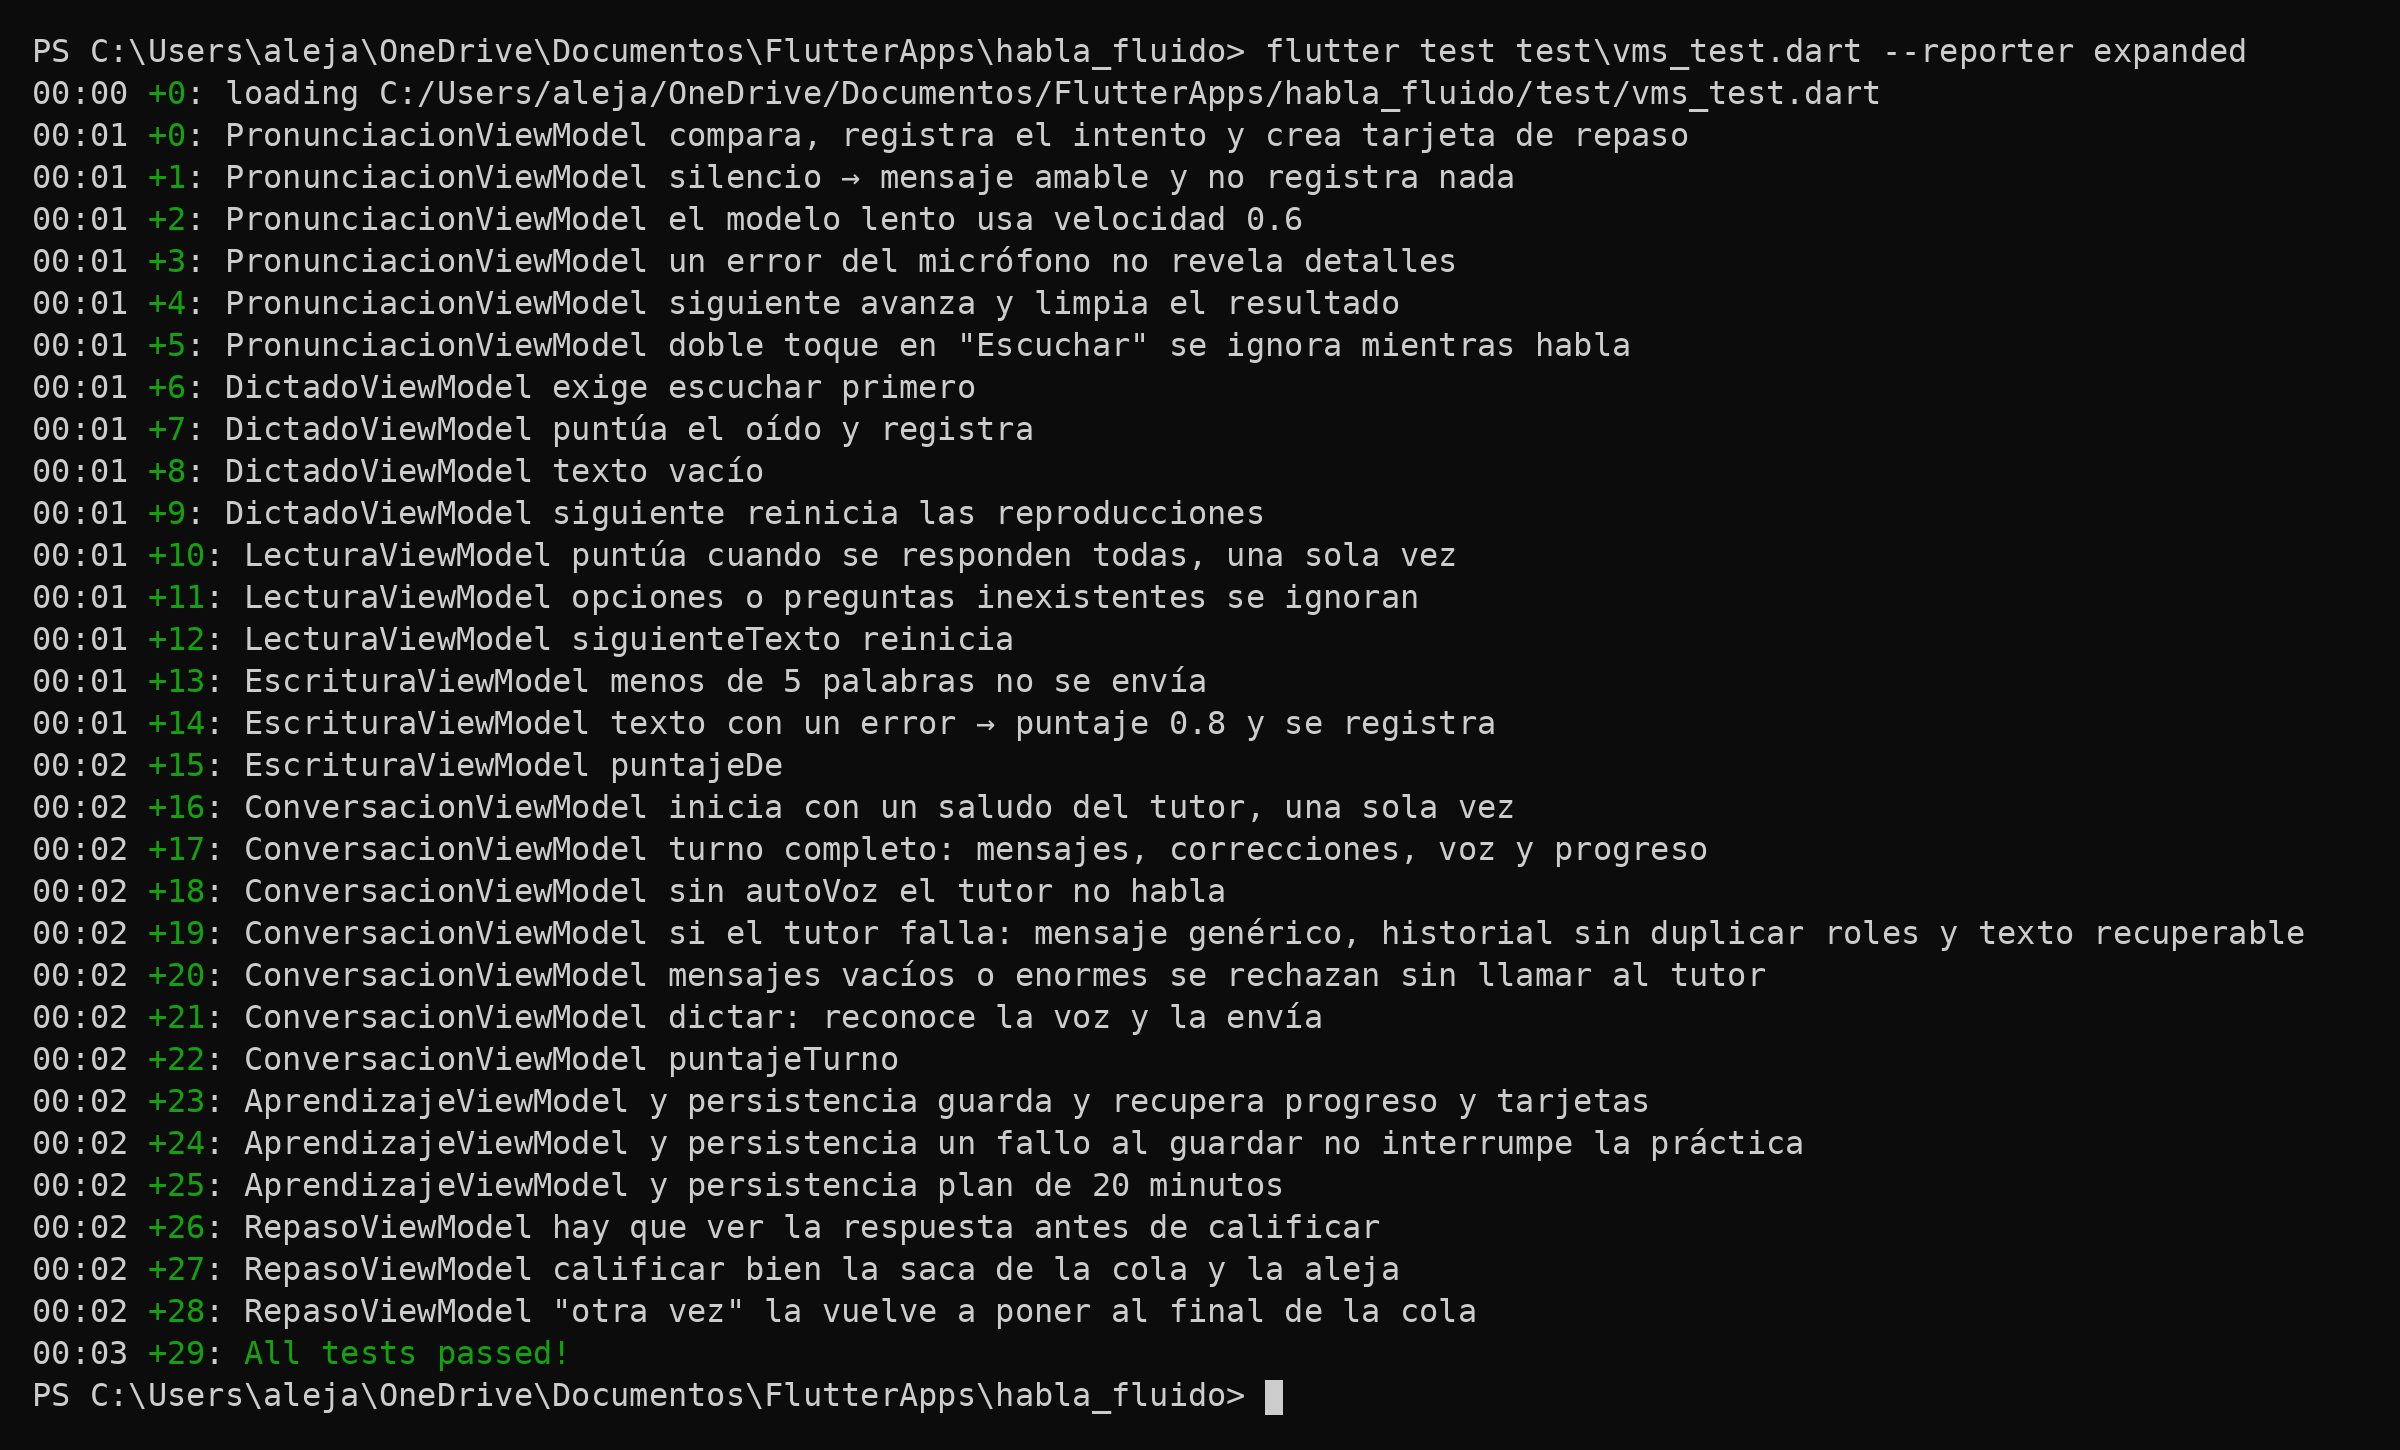 PS C:\Users\aleja\OneDrive\Documentos\FlutterApps\habla_fluido> flutter test test\vms_test.dart --reporter expanded
00:00 +0: loading C:/Users/aleja/OneDrive/Documentos/FlutterApps/habla_fluido/test/vms_test.dart
00:01 +0: PronunciacionViewModel compara, registra el intento y crea tarjeta de repaso
00:01 +1: PronunciacionViewModel silencio → mensaje amable y no registra nada
00:01 +2: PronunciacionViewModel el modelo lento usa velocidad 0.6
00:01 +3: PronunciacionViewModel un error del micrófono no revela detalles
00:01 +4: PronunciacionViewModel siguiente avanza y limpia el resultado
00:01 +5: PronunciacionViewModel doble toque en "Escuchar" se ignora mientras habla
00:01 +6: DictadoViewModel exige escuchar primero
00:01 +7: DictadoViewModel puntúa el oído y registra
00:01 +8: DictadoViewModel texto vacío
00:01 +9: DictadoViewModel siguiente reinicia las reproducciones
00:01 +10: LecturaViewModel puntúa cuando se responden todas, una sola vez
00:01 +11: LecturaViewModel opciones o preguntas inexistentes se ignoran
00:01 +12: LecturaViewModel siguienteTexto reinicia
00:01 +13: EscrituraViewModel menos de 5 palabras no se envía
00:01 +14: EscrituraViewModel texto con un error → puntaje 0.8 y se registra
00:02 +15: EscrituraViewModel puntajeDe
00:02 +16: ConversacionViewModel inicia con un saludo del tutor, una sola vez
00:02 +17: ConversacionViewModel turno completo: mensajes, correcciones, voz y progreso
00:02 +18: ConversacionViewModel sin autoVoz el tutor no habla
00:02 +19: ConversacionViewModel si el tutor falla: mensaje genérico, historial sin duplicar roles y texto recuperable
00:02 +20: ConversacionViewModel mensajes vacíos o enormes se rechazan sin llamar al tutor
00:02 +21: ConversacionViewModel dictar: reconoce la voz y la envía
00:02 +22: ConversacionViewModel puntajeTurno
00:02 +23: AprendizajeViewModel y persistencia guarda y recupera progreso y tarjetas
00:02 +24: AprendizajeViewModel y persistencia un fallo al guardar no interrumpe la práctica
00:02 +25: AprendizajeViewModel y persistencia plan de 20 minutos
00:02 +26: RepasoViewModel hay que ver la respuesta antes de calificar
00:02 +27: RepasoViewModel calificar bien la saca de la cola y la aleja
00:02 +28: RepasoViewModel "otra vez" la vuelve a poner al final de la cola
00:03 +29: All tests passed!
PS C:\Users\aleja\OneDrive\Documentos\FlutterApps\habla_fluido>